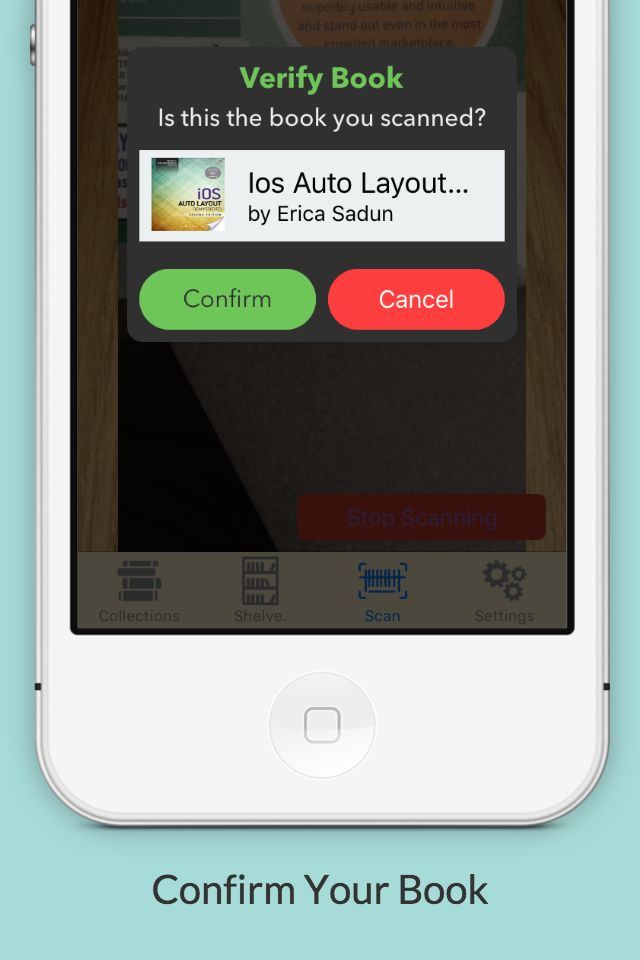 superbly usable and intuitive
and stand out even in the most
crowded marketplace.
Verify Book
Is this the book you scanned?
iOS
AUTO LAYOUT
DEMYSTIFIED
SECOND EDITION
Ios Auto Layout...
by Erica Sadun
Confirm
Cancel
Stop Scanning
Collections
Shelve.
Scan
Settings
Confirm Your Book